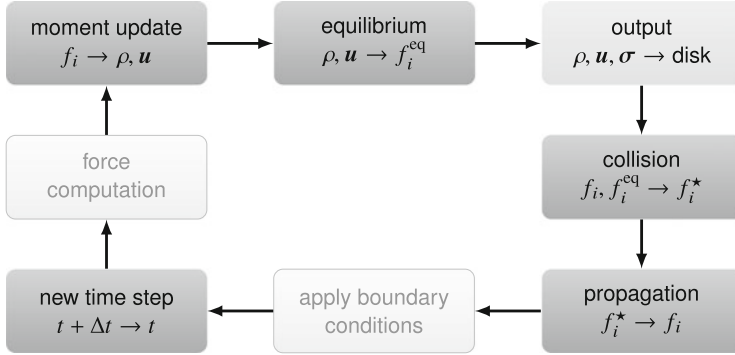 moment update
f_i → ρ, u
equilibrium
ρ, u → f_i^eq
output
ρ, u, σ → disk
force
computation
collision
f_i, f_i^eq → f_i^★
new time step
t + Δt → t
apply boundary
conditions
propagation
f_i^★ → f_i